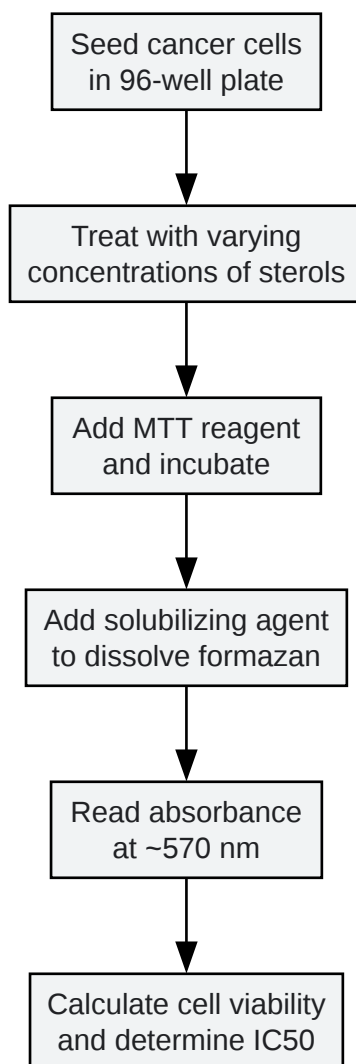 Seed cancer cells
in 96-well plate
Treat with varying
concentrations of sterols
Add MTT reagent
and incubate
Add solubilizing agent
to dissolve formazan
Read absorbance
at ~570 nm
Calculate cell viability
and determine IC50